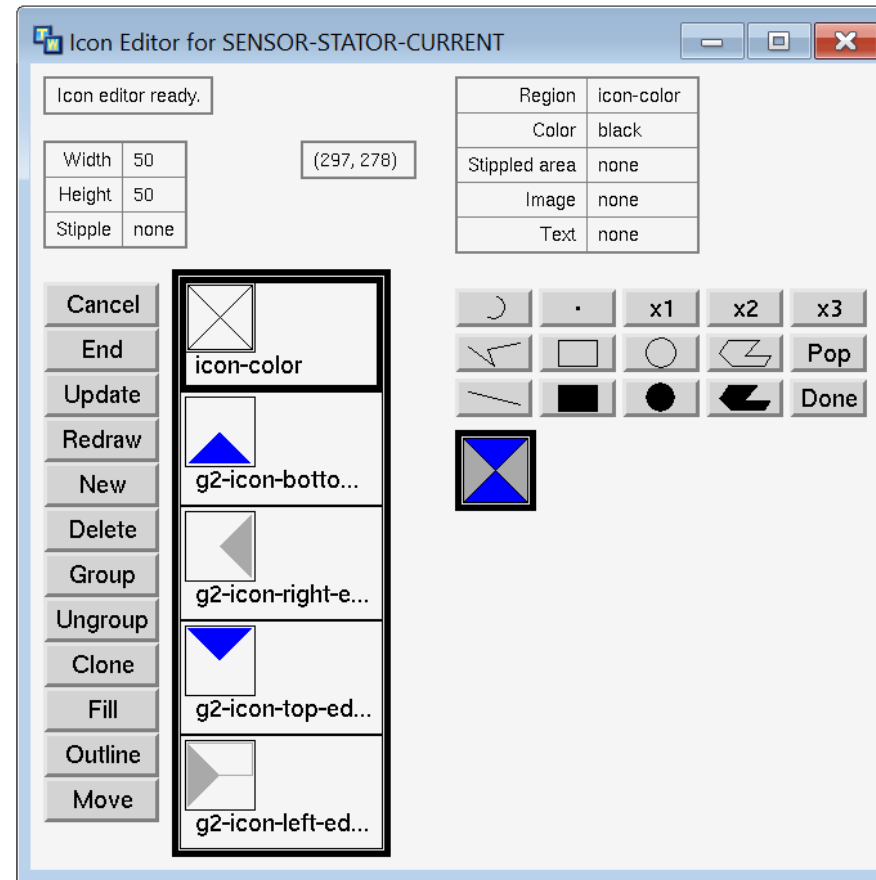 Icon Editor for SENSOR-STATOR-CURRENT
Icon editor ready.
Width 50
Height 50
Stipple none
(297, 278)
Region icon-color
Color black
Stippled area none
Image none
Text none
Cancel
End
Update
Redraw
New
Delete
Group
Ungroup
Clone
Fill
Outline
Move
icon-color
g2-icon-botto...
g2-icon-right-e...
g2-icon-top-ed...
g2-icon-left-ed...
x1 x2 x3
Pop
Done